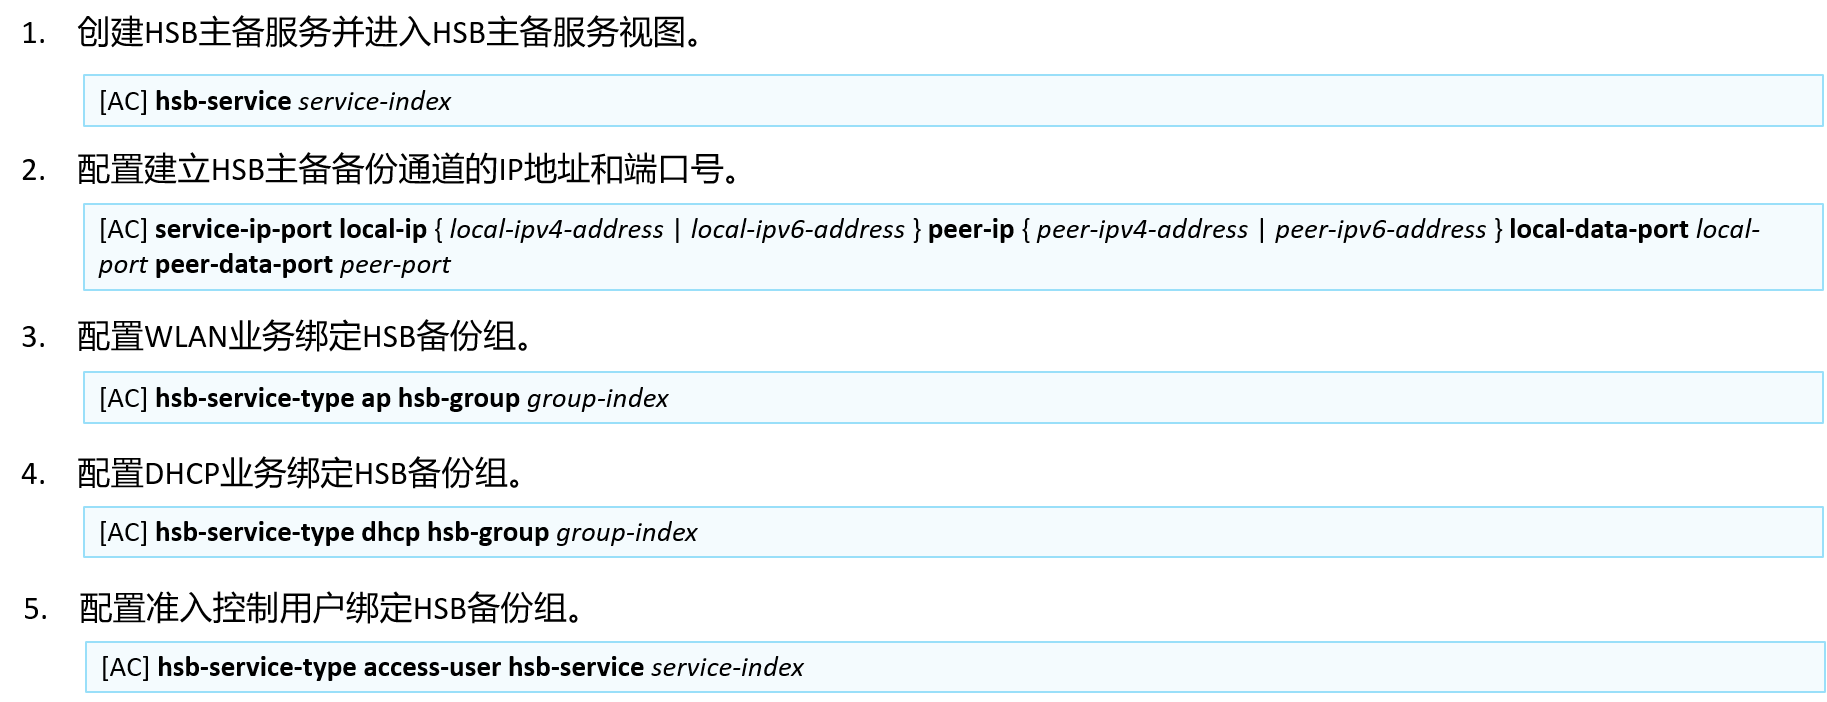 1. 创建HSB主备服务并进入HSB主备服务视图。
[AC] hsb-service service-index
2. 配置建立HSB主备备份通道的IP地址和端口号。
[AC] service-ip-port local-ip { local-ipv4-address | local-ipv6-address } peer-ip { peer-ipv4-address | peer-ipv6-address } local-data-port local-
port peer-data-port peer-port
3. 配置WLAN业务绑定HSB备份组。
[AC] hsb-service-type ap hsb-group group-index
4. 配置DHCP业务绑定HSB备份组。
[AC] hsb-service-type dhcp hsb-group group-index
5. 配置准入控制用户绑定HSB备份组。
[AC] hsb-service-type access-user hsb-service service-index